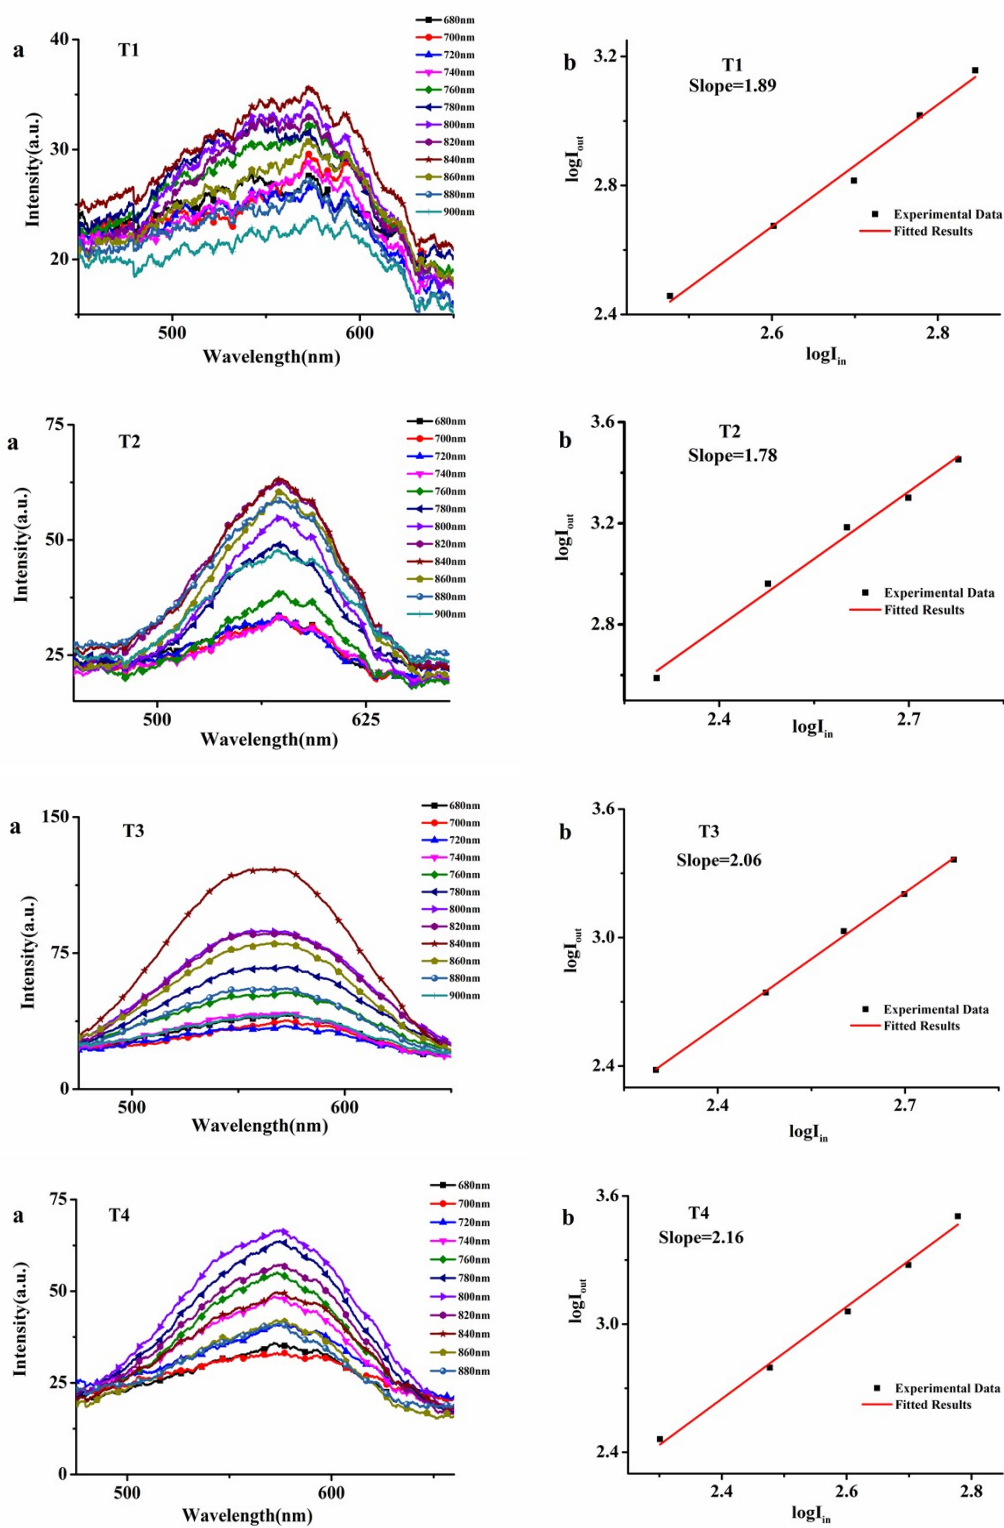 a
T1
40
30
20
Intensity(a.u.)
500
600
Wavelength(nm)
680nm
700nm
720nm
740nm
760nm
780nm
800nm
820nm
840nm
860nm
880nm
900nm
b
T1
Slope=1.89
3.2
2.8
2.4
logIout
Experimental Data
Fitted Results
2.6
2.8
logIin
a
T2
75
50
25
Intensity(a.u.)
500
625
Wavelength(nm)
680nm
700nm
720nm
740nm
760nm
780nm
800nm
820nm
840nm
860nm
880nm
900nm
b
T2
Slope=1.78
3.6
3.2
2.8
logIout
Experimental Data
Fitted Results
2.4
2.7
logIin
a
T3
150
75
0
Intensity(a.u.)
500
600
Wavelength(nm)
680nm
700nm
720nm
740nm
760nm
780nm
800nm
820nm
840nm
860nm
880nm
900nm
b
T3
Slope=2.06
3.6
3.0
2.4
logIout
Experimental Data
Fitted Results
2.4
2.7
logIin
a
T4
75
50
25
0
Intensity(a.u.)
500
600
Wavelength(nm)
680nm
700nm
720nm
740nm
760nm
780nm
800nm
820nm
840nm
860nm
880nm
b
T4
Slope=2.16
3.6
3.0
2.4
logIout
Experimental Data
Fitted Results
2.4
2.6
2.8
logIin